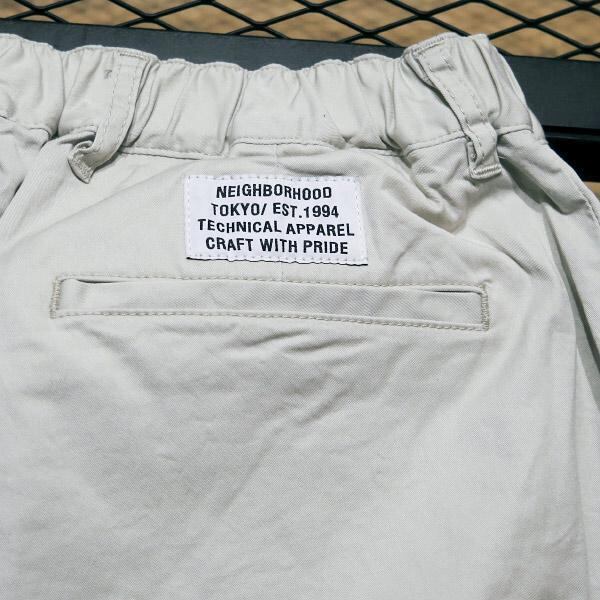 NEIGHBORHOOD
TOKYO/ EST.1994
TECHNICAL APPAREL
CRAFT WITH PRIDE